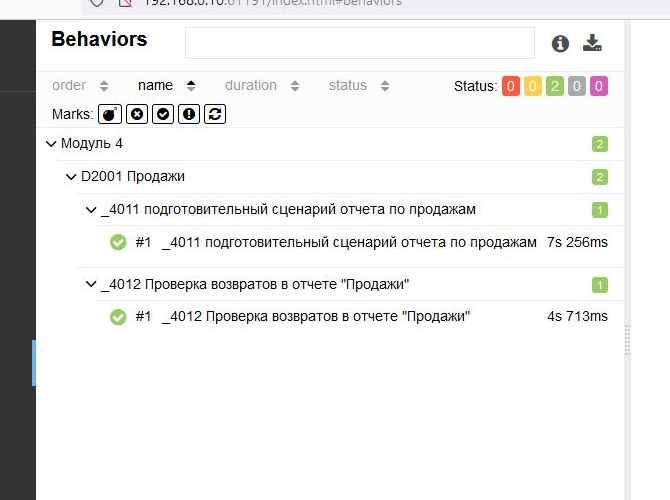 192.168.0.10:61191/index.html#behaviors
Behaviors
order name duration status Status: 0 0 2 0 0
Marks:
Модуль 4 2
D2001 Продажи 2
_4011 подготовительный сценарий отчета по продажам 1
#1 _4011 подготовительный сценарий отчета по продажам 7s 256ms
_4012 Проверка возвратов в отчете "Продажи" 1
#1 _4012 Проверка возвратов в отчете "Продажи" 4s 713ms